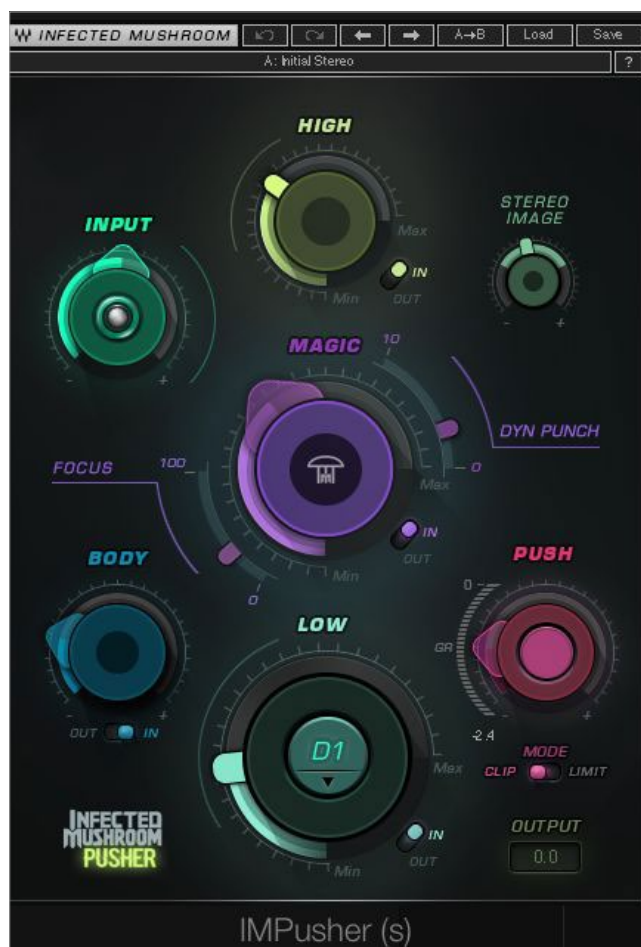 INFECTED MUSHROOM
A→B
Load
Save
A: Initial Stereo
?
HIGH
Max
Min
IN
OUT
STEREO
IMAGE
- +
INPUT
- +
MAGIC
10
DYN PUNCH
0
Max
Min
IN
OUT
FOCUS
100
0
BODY
- +
OUT IN
PUSH
0
GR
-2.4
- +
MODE
CLIP LIMIT
LOW
D1
Max
Min
IN
OUT
OUTPUT
0.0
INFECTED
MUSHROOM
PUSHER
IMPusher (s)